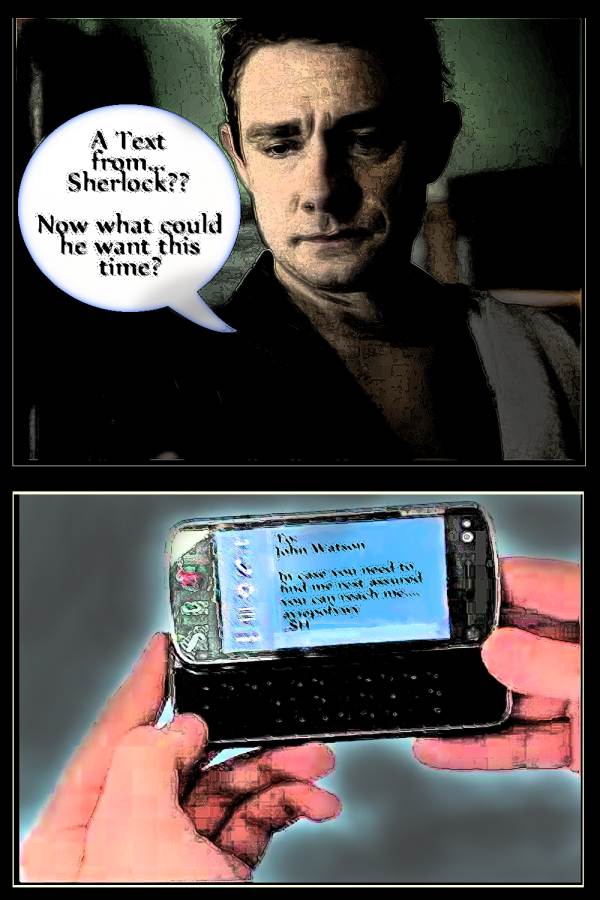 A Text
from...
Sherlock??
Now what could
he want this
time?
To:
John Watson
In case you need to
find me rest assured
you can reach me....
SH